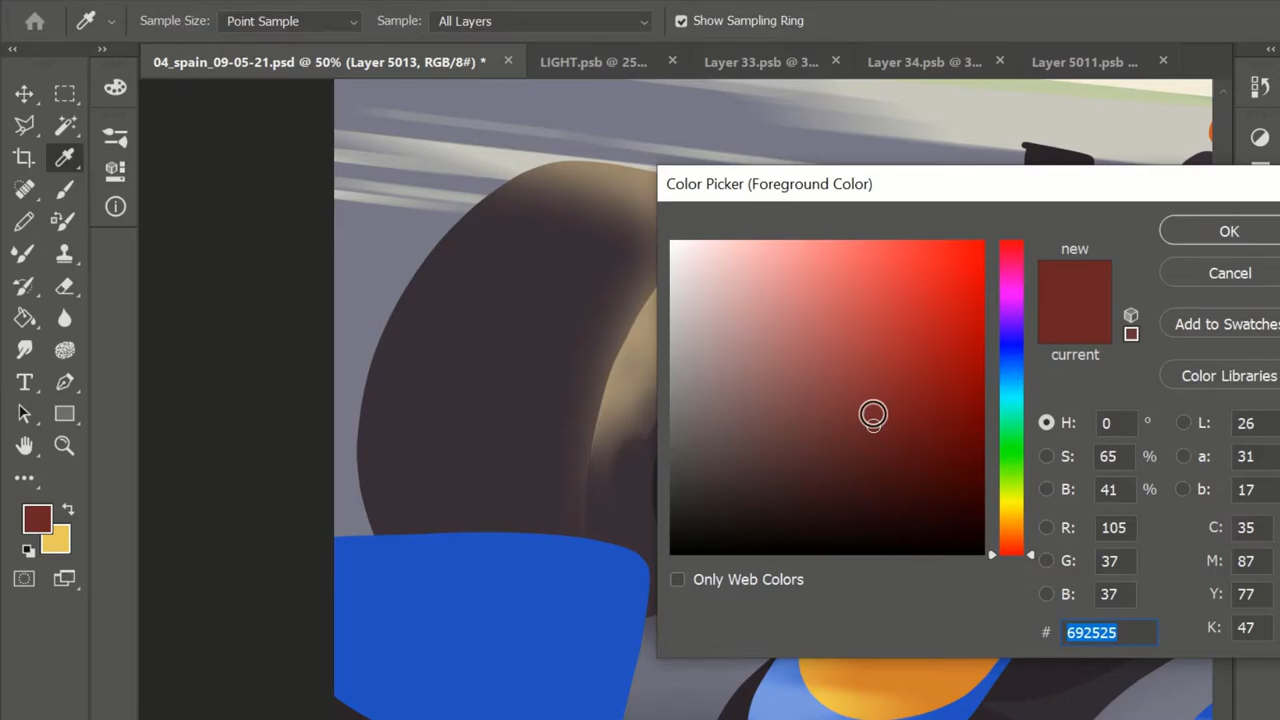 Sample Size: Point Sample Sample: All Layers Show Sampling Ring
04_spain_09-05-21.psd @ 50% (Layer 5013, RGB/8#) * LIGHT.psb @ 25... Layer 33.psb @ 3... Layer 34.psb @ 3... Layer 5011.psb ...
Color Picker (Foreground Color)
new
current
OK
Cancel
Add to Swatches
Color Libraries
H: 0 ° L: 26
S: 65 % a: 31
B: 41 % b: 17
R: 105 C: 35
G: 37 M: 87
B: 37 Y: 77
# 692525 K: 47
Only Web Colors